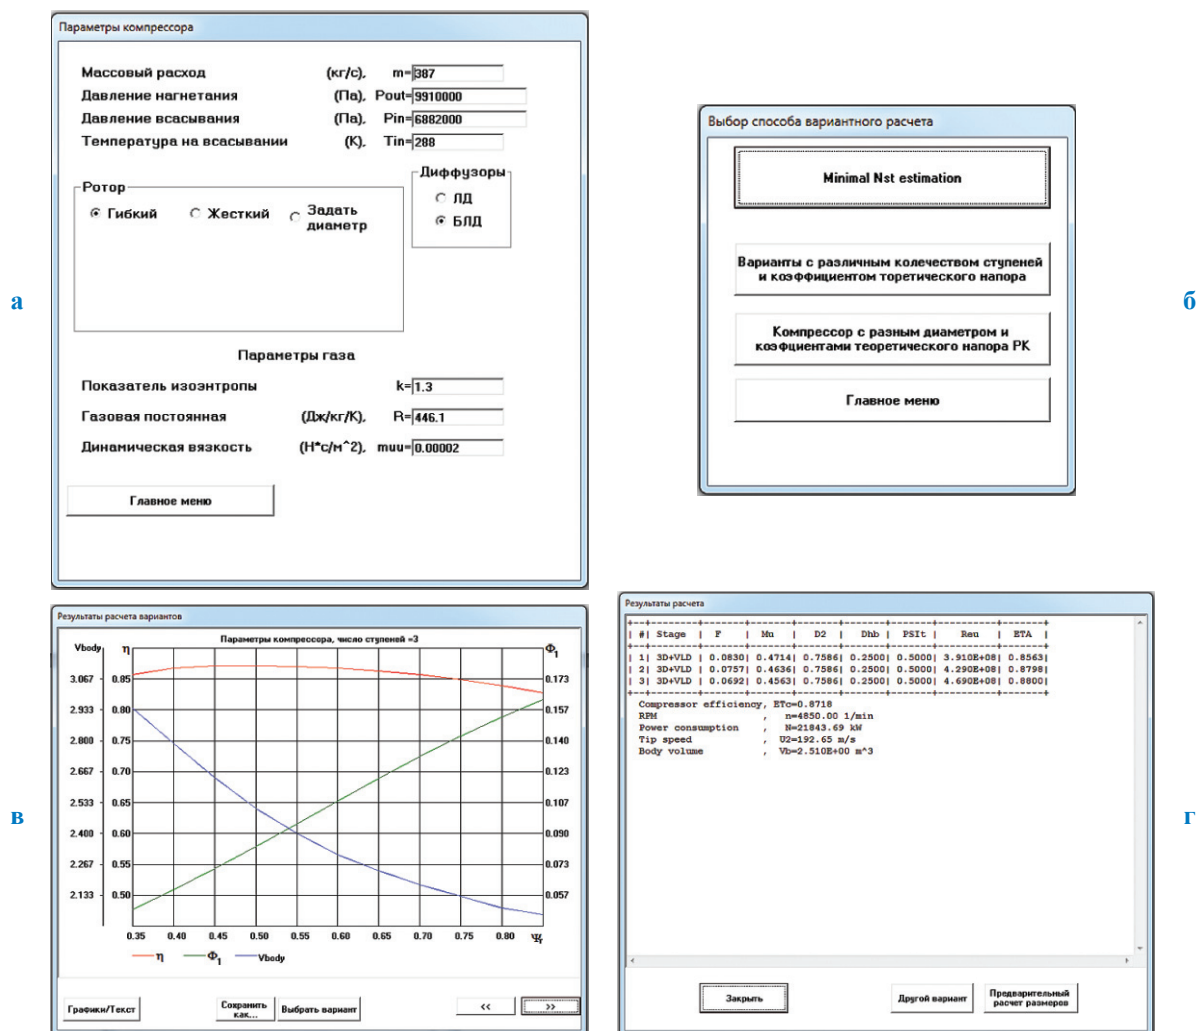 Параметры компрессора
Массовый расход (кг/с), m= 387
Давление нагнетания (Па), Pout= 9910000
Давление всасывания (Па), Pin= 6882000
Температура на всасывании (К), Tin= 288
Ротор
Гибкий Жесткий Задать диаметр
Диффузоры
ЛД
БЛД
Параметры газа
Показатель изоэнтропы k= 1.3
Газовая постоянная (Дж/кг/К), R= 446.1
Динамическая вязкость (Н*с/м^2), muu= 0.00002
Главное меню
а
Выбор способа вариантного расчета
Minimal Nst estimation
Варианты с различным колечеством ступеней
и коэффициентом торетического напора
Компрессор с разным диаметром и
коэфциентами теоретического напора РК
Главное меню
б
Результаты расчета вариантов
Параметры компрессора, число ступеней =3
Vbody η Φ1
3.067 0.85 0.173
2.933 0.80 0.157
2.800 0.75 0.140
2.667 0.70 0.123
2.533 0.65 0.107
2.400 0.60 0.090
2.267 0.55 0.073
2.133 0.50 0.057
0.35 0.40 0.45 0.50 0.55 0.60 0.65 0.70 0.75 0.80 Ψт
η Φ1 Vbody
Графики/Текст
Сохранить
как...
Выбрать вариант
<<
>>
в
Результаты расчета
| #| Stage | F | Mu | D2 | Dhb | PSIt | Reu | ETA |
| 1| 3D+VLD | 0.0830| 0.4714| 0.7586| 0.2500| 0.5000| 3.910E+08| 0.8563|
| 2| 3D+VLD | 0.0757| 0.4636| 0.7586| 0.2500| 0.5000| 4.290E+08| 0.8798|
| 3| 3D+VLD | 0.0692| 0.4563| 0.7586| 0.2500| 0.5000| 4.690E+08| 0.8800|
Compressor efficiency, ETc=0.8718
RPM , n=4850.00 1/min
Power consumption , N=21843.69 kW
Tip speed , U2=192.65 m/s
Body volume , Vb=2.510E+00 m^3
Закрыть
Другой вариант
Предварительный
расчет размеров
г